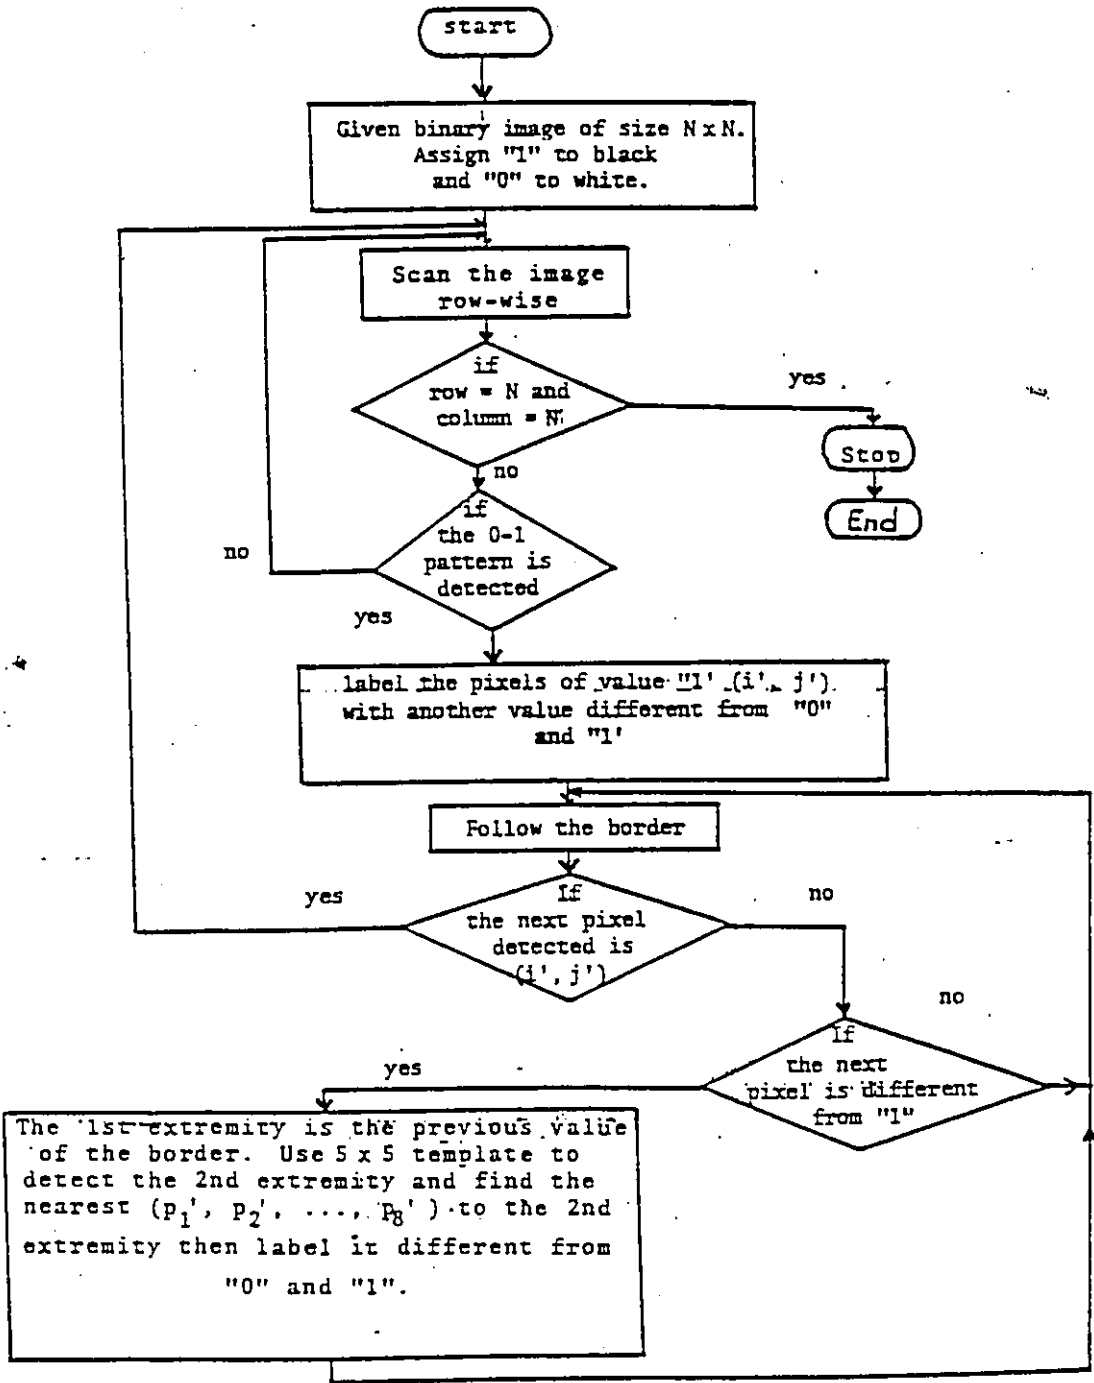 start
Given binary image of size N x N.
Assign "1" to black
and "0" to white.
Scan the image
row-wise
if
row = N and
column = N
yes
Stop
End
no
if
the 0-1
pattern is
detected
no
yes
label the pixels of value "1' (i', j')
with another value different from "0"
and "1'
Follow the border
If
the next pixel
detected is
(i', j')
yes
no
If
the next
pixel is different
from "1"
no
yes
The 1st extremity is the previous value
of the border. Use 5 x 5 template to
detect the 2nd extremity and find the
nearest (p1', p2', ..., p8') to the 2nd
extremity then label it different from
"0" and "1".